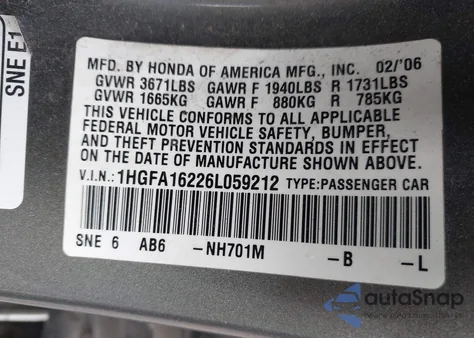 SNE E1
MFD. BY HONDA OF AMERICA MFG., INC. 02/'06
GVWR 3671LBS GAWR F 1940LBS R 1731LBS
GVWR 1665KG GAWR F 880KG R 785KG
THIS VEHICLE CONFORMS TO ALL APPLICABLE
FEDERAL MOTOR VEHICLE SAFETY, BUMPER,
AND THEFT PREVENTION STANDARDS IN EFFECT
ON THE DATE OF MANUFACTURE SHOWN ABOVE.
V.I.N.: 1HGFA16226L059212 TYPE:PASSENGER CAR
SNE 6 AB6 -NH701M -B -L
autoSnap